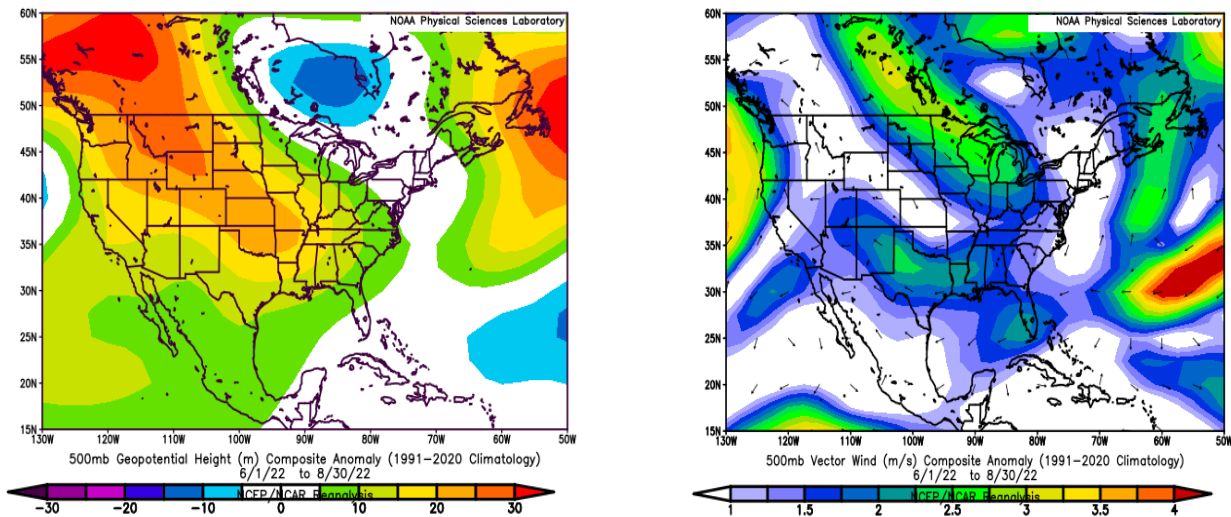 NOAA Physical Sciences Laboratory
60N
55N
50N
45N
40N
35N
30N
25N
20N
15N
130W 120W 110W 100W 90W 80W 70W 60W 50W
500mb Geopotential Height (m) Composite Anomaly (1991-2020 Climatology)
6/1/22 to 8/30/22
NCEP/NCAR Reanalysis
-30 -20 -10 -5 0 5 10 20 30
NOAA Physical Sciences Laboratory
60N
55N
50N
45N
40N
35N
30N
25N
20N
15N
130W 120W 110W 100W 90W 80W 70W 60W 50W
500mb Vector Wind (m/s) Composite Anomaly (1991-2020 Climatology)
6/1/22 to 8/30/22
NCEP/NCAR Reanalysis
1 1.5 2 2.5 3 3.5 4